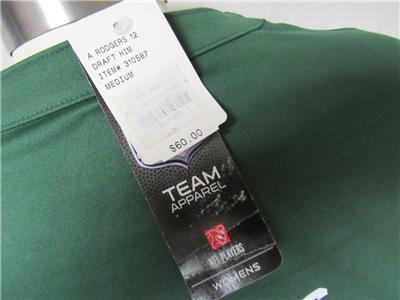 A RODGERS 12
DRAFT HIM
ITEM# 310587
MEDIUM
$60.00
TEAM
APPAREL
NFL PLAYERS
WOMENS